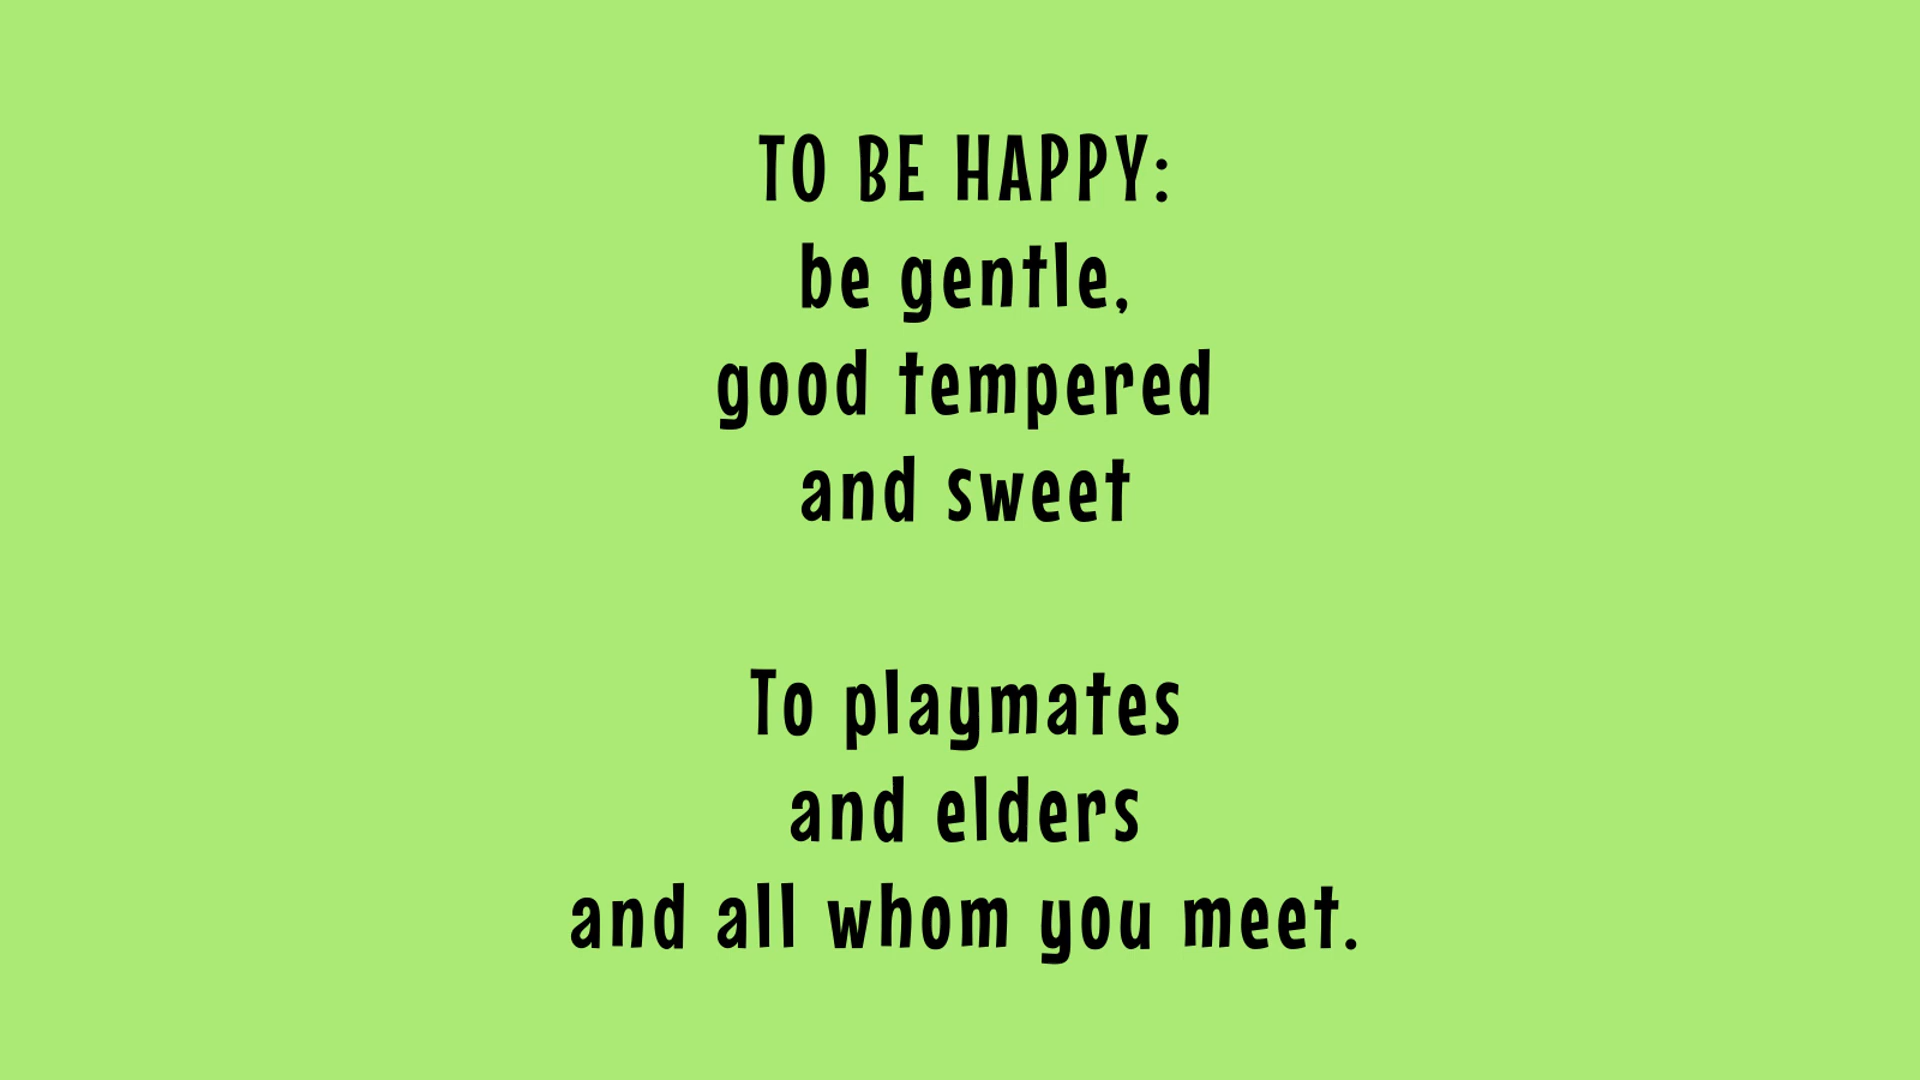 TO BE HAPPY:
be gentle,
good tempered
and sweet
To playmates
and elders
and all whom you meet.